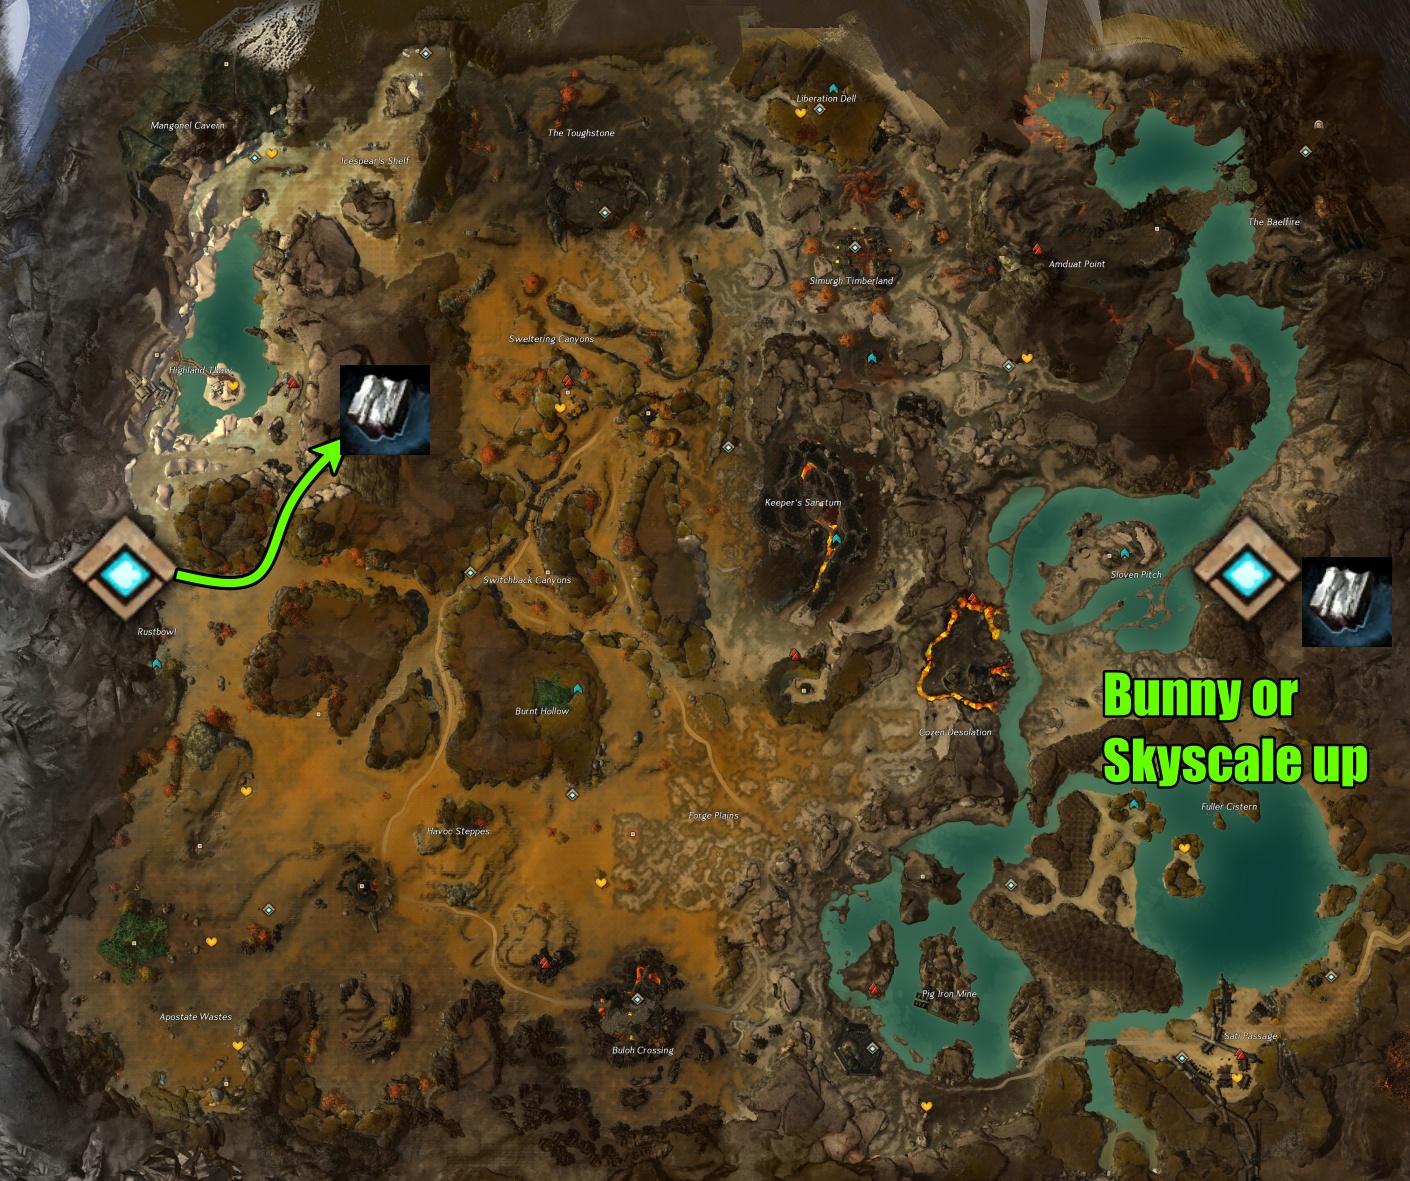 Liberation Dell
Mangonel Cavern
The Toughstone
Icespear's Shelf
The Baelfire
Amduat Point
Simurgh Timberland
Sweltering Canyons
Highland Thaw
Keeper's Sanctum
Sloven Pitch
Switchback Canyons
Rustbowl
Burnt Hollow
Cozen Desolation
Bunny or
Skyscale up
Fuller Cistern
Forge Plains
Havoc Steppes
Pig Iron Mine
Apostate Wastes
Sati Passage
Buloh Crossing